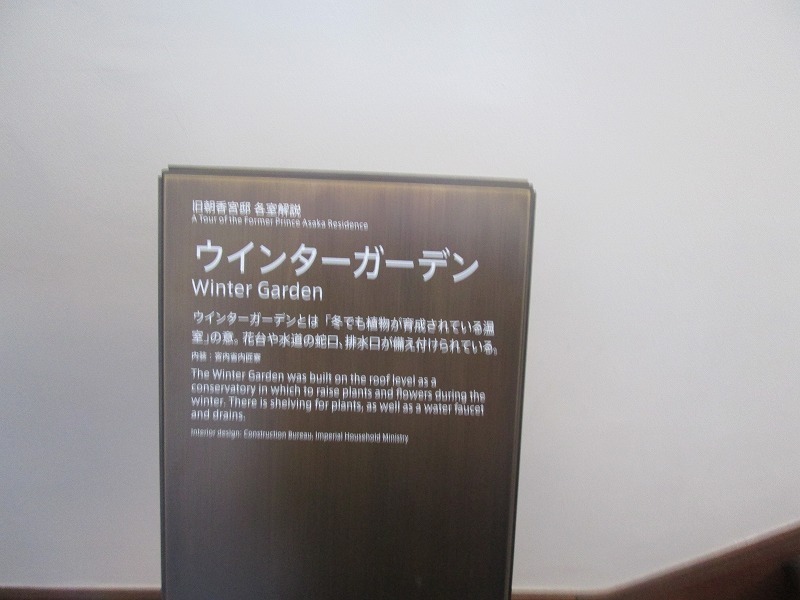 旧朝香宮邸 各室解説
A Tour of the Former Prince Asaka Residence
ウインターガーデン
Winter Garden
ウインターガーデンとは「冬でも植物が育成されている温
室」の意。花台や水道の蛇口、排水口が備え付けられている。
内装：宮内省内匠寮
The Winter Garden was built on the roof level as a
conservatory in which to raise plants and flowers during the
winter. There is shelving for plants, as well as a water faucet
and drains.
Interior design: Construction Bureau, Imperial Household Ministry